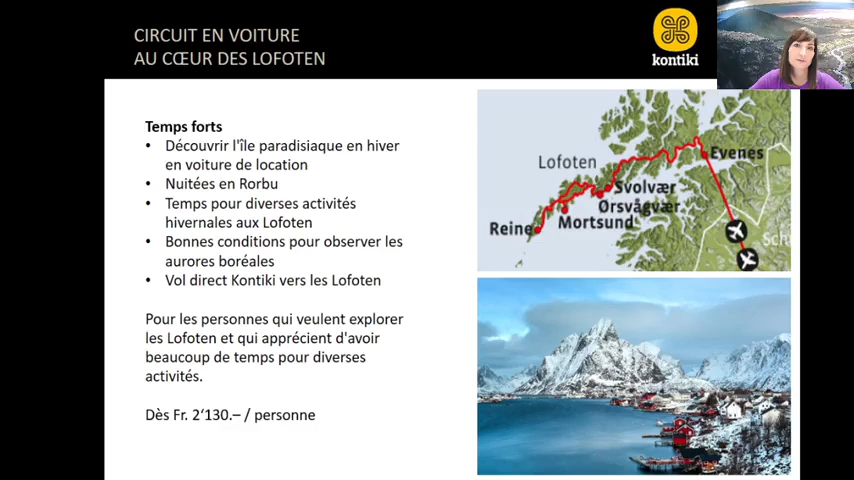 CIRCUIT EN VOITURE
AU CŒUR DES LOFOTEN
kontiki
Temps forts
• Découvrir l'île paradisiaque en hiver
en voiture de location
• Nuitées en Rorbu
• Temps pour diverses activités
hivernales aux Lofoten
• Bonnes conditions pour observer les
aurores boréales
• Vol direct Kontiki vers les Lofoten
Pour les personnes qui veulent explorer
les Lofoten et qui apprécient d'avoir
beaucoup de temps pour diverses
activités.
Dès Fr. 2‘130.– / personne
Lofoten
Evenes
Svolvær
Ørsvågvær
Mortsund
Reine
Sch